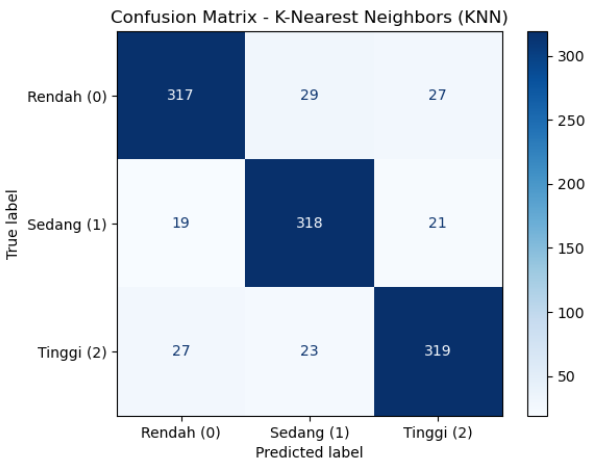 Confusion Matrix - K-Nearest Neighbors (KNN)
True label
Rendah (0) 317 29 27
Sedang (1) 19 318 21
Tinggi (2) 27 23 319
Rendah (0) Sedang (1) Tinggi (2)
Predicted label
300
250
200
150
100
50